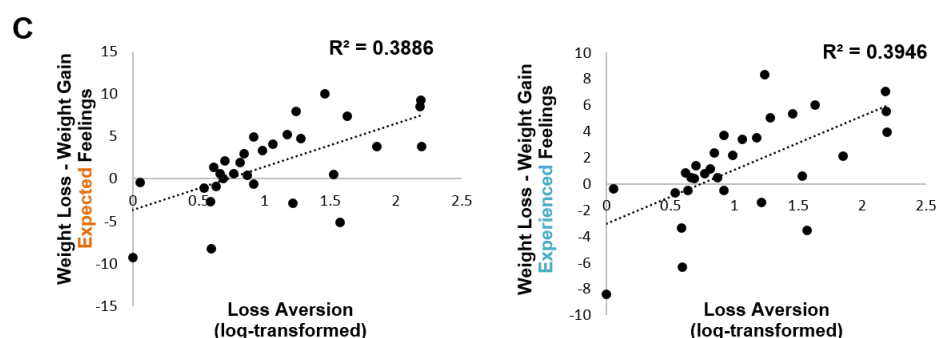 C
R² = 0.3886
Weight Loss - Weight Gain
Expected Feelings
15
10
5
0
-5
-10
-15
0
0.5
1
1.5
2
2.5
Loss Aversion
(log-transformed)
R² = 0.3946
Weight Loss - Weight Gain
Experienced Feelings
10
8
6
4
2
0
-2
-4
-6
-8
-10
0
0.5
1
1.5
2
2.5
Loss Aversion
(log-transformed)